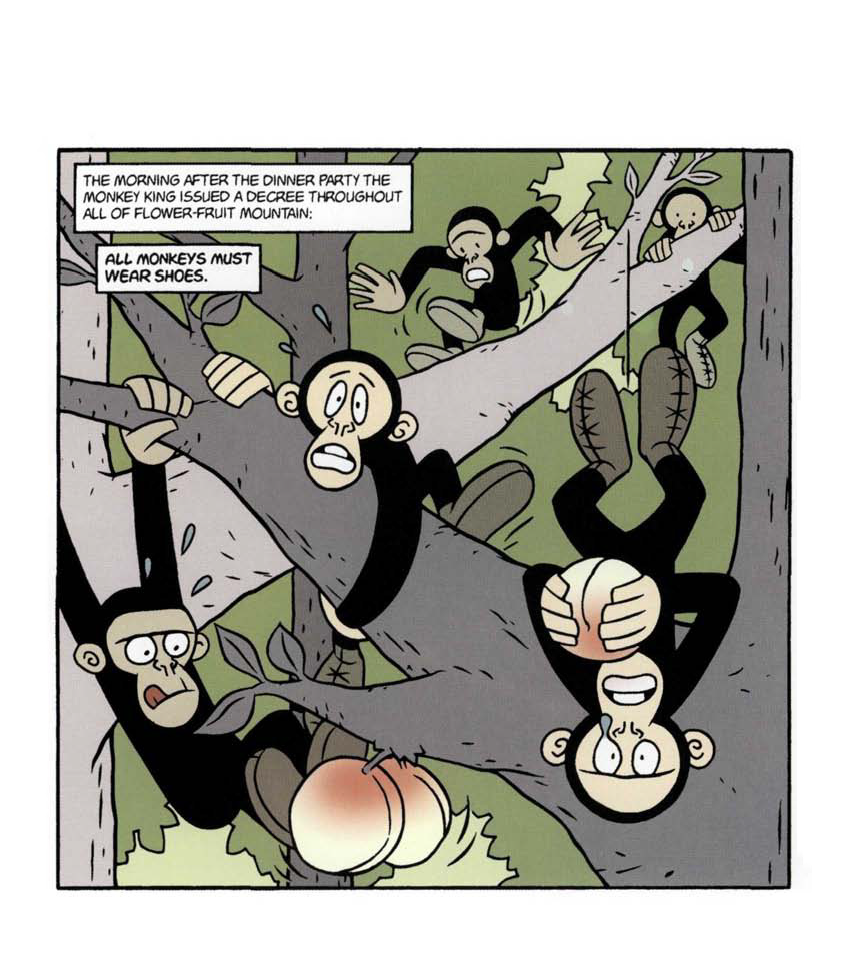 THE MORNING AFTER THE DINNER PARTY THE
MONKEY KING ISSUED A DECREE THROUGHOUT
ALL OF FLOWER-FRUIT MOUNTAIN:
ALL MONKEYS MUST
WEAR SHOES.